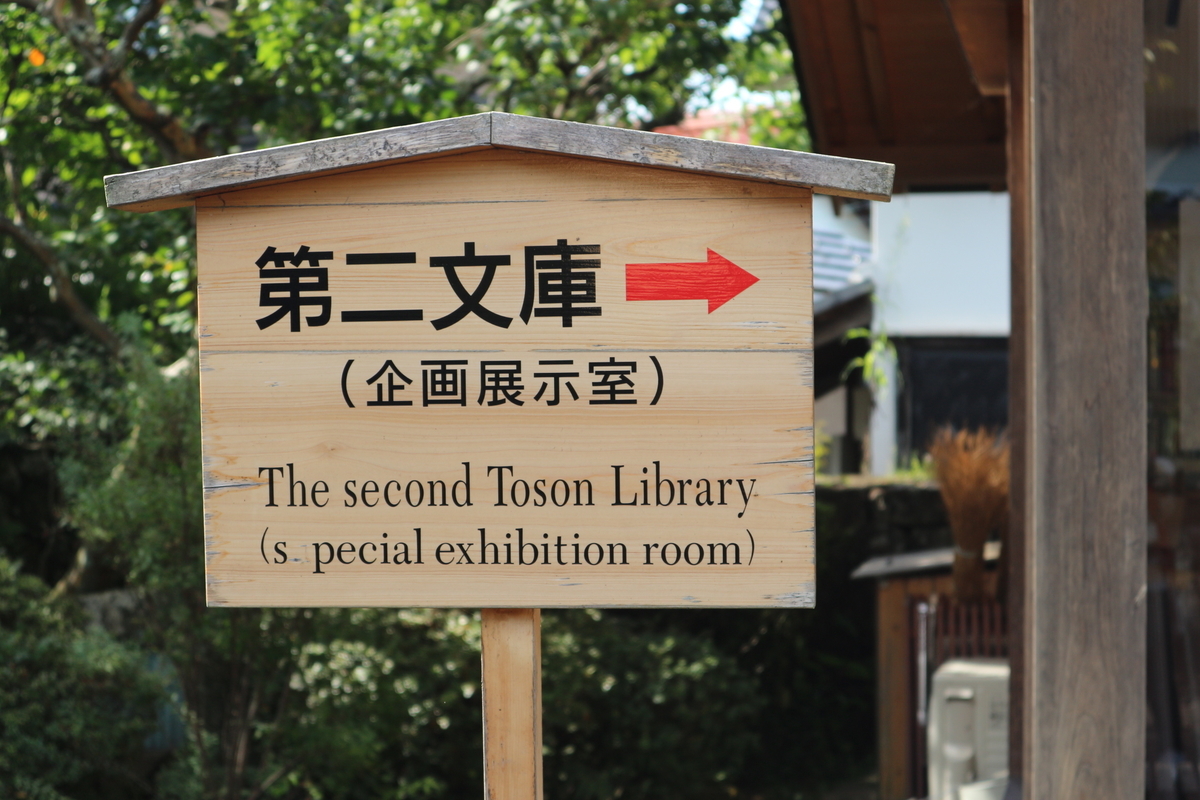 第二文庫
(企画展示室)
The second Toson Library
(s pecial exhibition room)